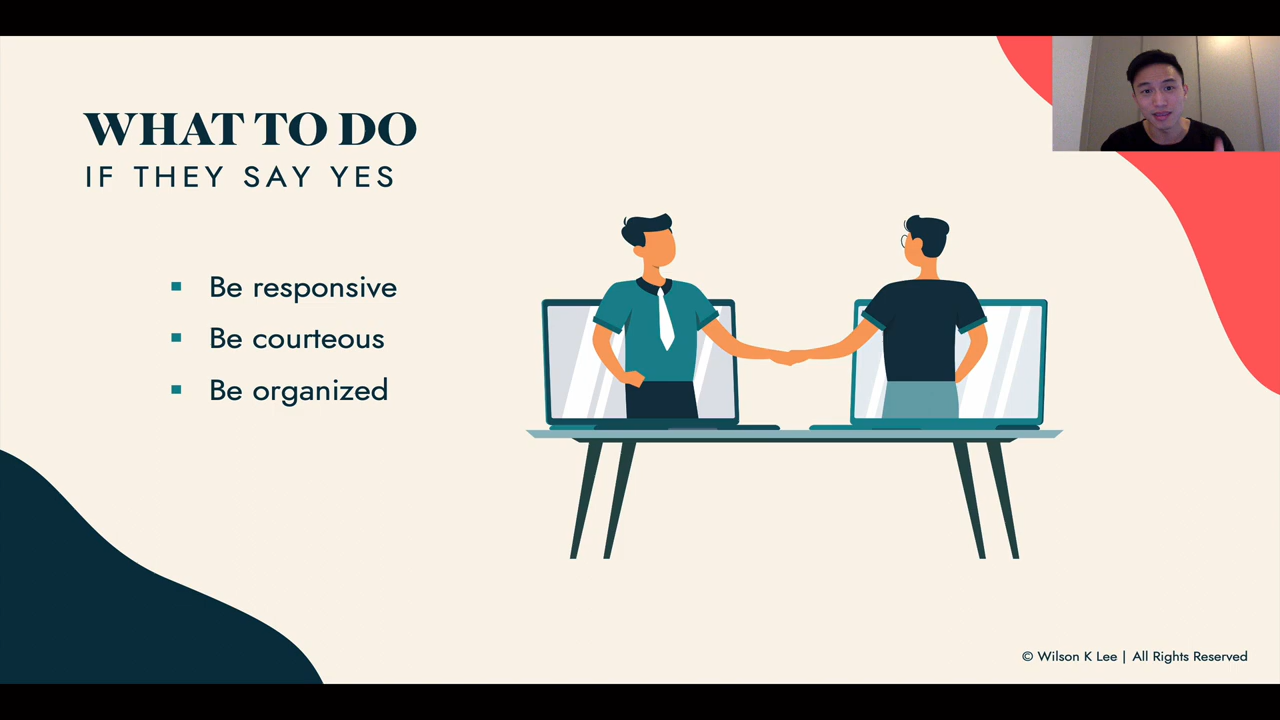 WHAT TO DO
IF THEY SAY YES
Be responsive
Be courteous
Be organized
© Wilson K Lee | All Rights Reserved